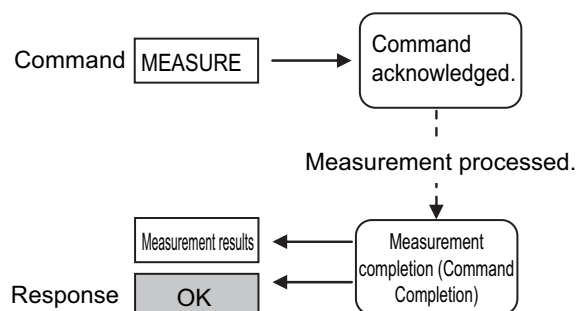 Command
MEASURE
Command
acknowledged.
Measurement processed.
Measurement results
Measurement
completion (Command
Completion)
Response
OK